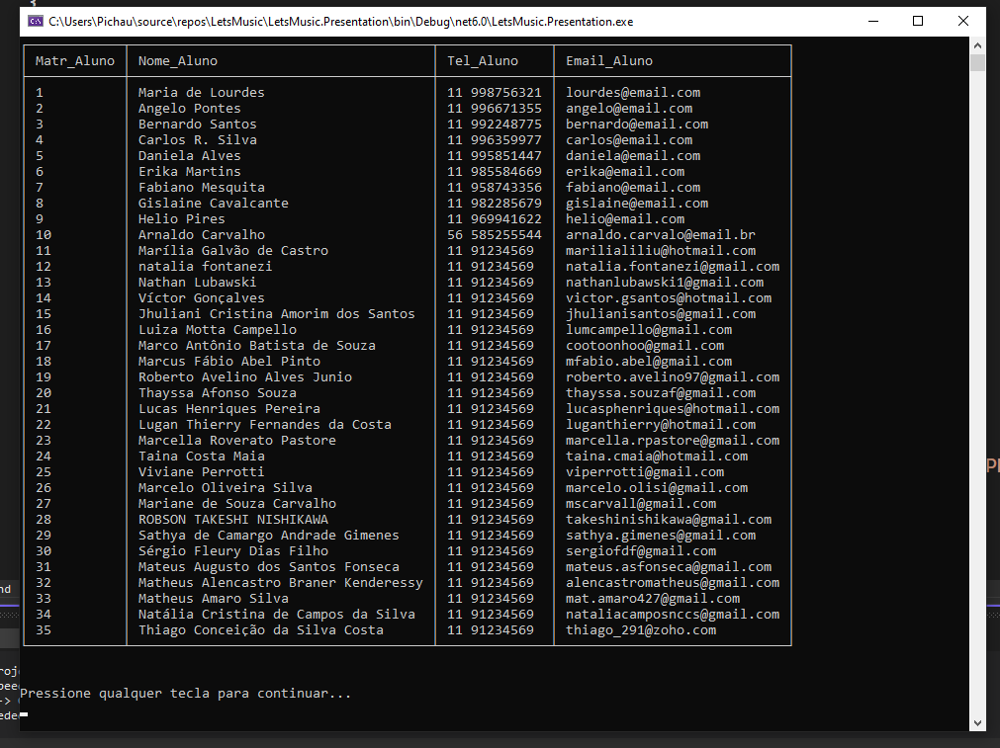 C:\Users\Pichau\source\repos\LetsMusic\LetsMusic.Presentation\bin\Debug\net6.0\LetsMusic.Presentation.exe
Matr_Aluno Nome_Aluno Tel_Aluno Email_Aluno
1 Maria de Lourdes 11 998756321 lourdes@email.com
2 Angelo Pontes 11 996671355 angelo@email.com
3 Bernardo Santos 11 992248775 bernardo@email.com
4 Carlos R. Silva 11 996359977 carlos@email.com
5 Daniela Alves 11 995851447 daniela@email.com
6 Erika Martins 11 985584669 erika@email.com
7 Fabiano Mesquita 11 958743356 fabiano@email.com
8 Gislaine Cavalcante 11 982285679 gislaine@email.com
9 Helio Pires 11 969941622 helio@email.com
10 Arnaldo Carvalho 56 585255544 arnaldo.carvalo@email.br
11 Marília Galvão de Castro 11 91234569 marilialiliu@hotmail.com
12 natalia fontanezi 11 91234569 natalia.fontanezi@gmail.com
13 Nathan Lubawski 11 91234569 nathanlubawski1@gmail.com
14 Víctor Gonçalves 11 91234569 victor.gsantos@hotmail.com
15 Jhuliani Cristina Amorim dos Santos 11 91234569 jhulianisantos@gmail.com
16 Luiza Motta Campello 11 91234569 lumcampello@gmail.com
17 Marco Antônio Batista de Souza 11 91234569 cootoonhoo@gmail.com
18 Marcus Fábio Abel Pinto 11 91234569 mfabio.abel@gmail.com
19 Roberto Avelino Alves Junio 11 91234569 roberto.avelino97@gmail.com
20 Thayssa Afonso Souza 11 91234569 thayssa.souzaf@gmail.com
21 Lucas Henriques Pereira 11 91234569 lucasphenriques@hotmail.com
22 Lugan Thierry Fernandes da Costa 11 91234569 luganthierry@hotmail.com
23 Marcella Roverato Pastore 11 91234569 marcella.rpastore@gmail.com
24 Taina Costa Maia 11 91234569 taina.cmaia@hotmail.com
25 Viviane Perrotti 11 91234569 viperrotti@gmail.com
26 Marcelo Oliveira Silva 11 91234569 marcelo.olisi@gmail.com
27 Mariane de Souza Carvalho 11 91234569 mscarvall@gmail.com
28 ROBSON TAKESHI NISHIKAWA 11 91234569 takeshinishikawa@gmail.com
29 Sathya de Camargo Andrade Gimenes 11 91234569 sathya.gimenes@gmail.com
30 Sérgio Fleury Dias Filho 11 91234569 sergiofdf@gmail.com
31 Mateus Augusto dos Santos Fonseca 11 91234569 mateus.asfonseca@gmail.com
32 Matheus Alencastro Braner Kenderessy 11 91234569 alencastromatheus@gmail.com
33 Matheus Amaro Silva 11 91234569 mat.amaro427@gmail.com
34 Natália Cristina de Campos da Silva 11 91234569 nataliacamposnccs@gmail.com
35 Thiago Conceição da Silva Costa 11 91234569 thiago_291@zoho.com
Pressione qualquer tecla para continuar...